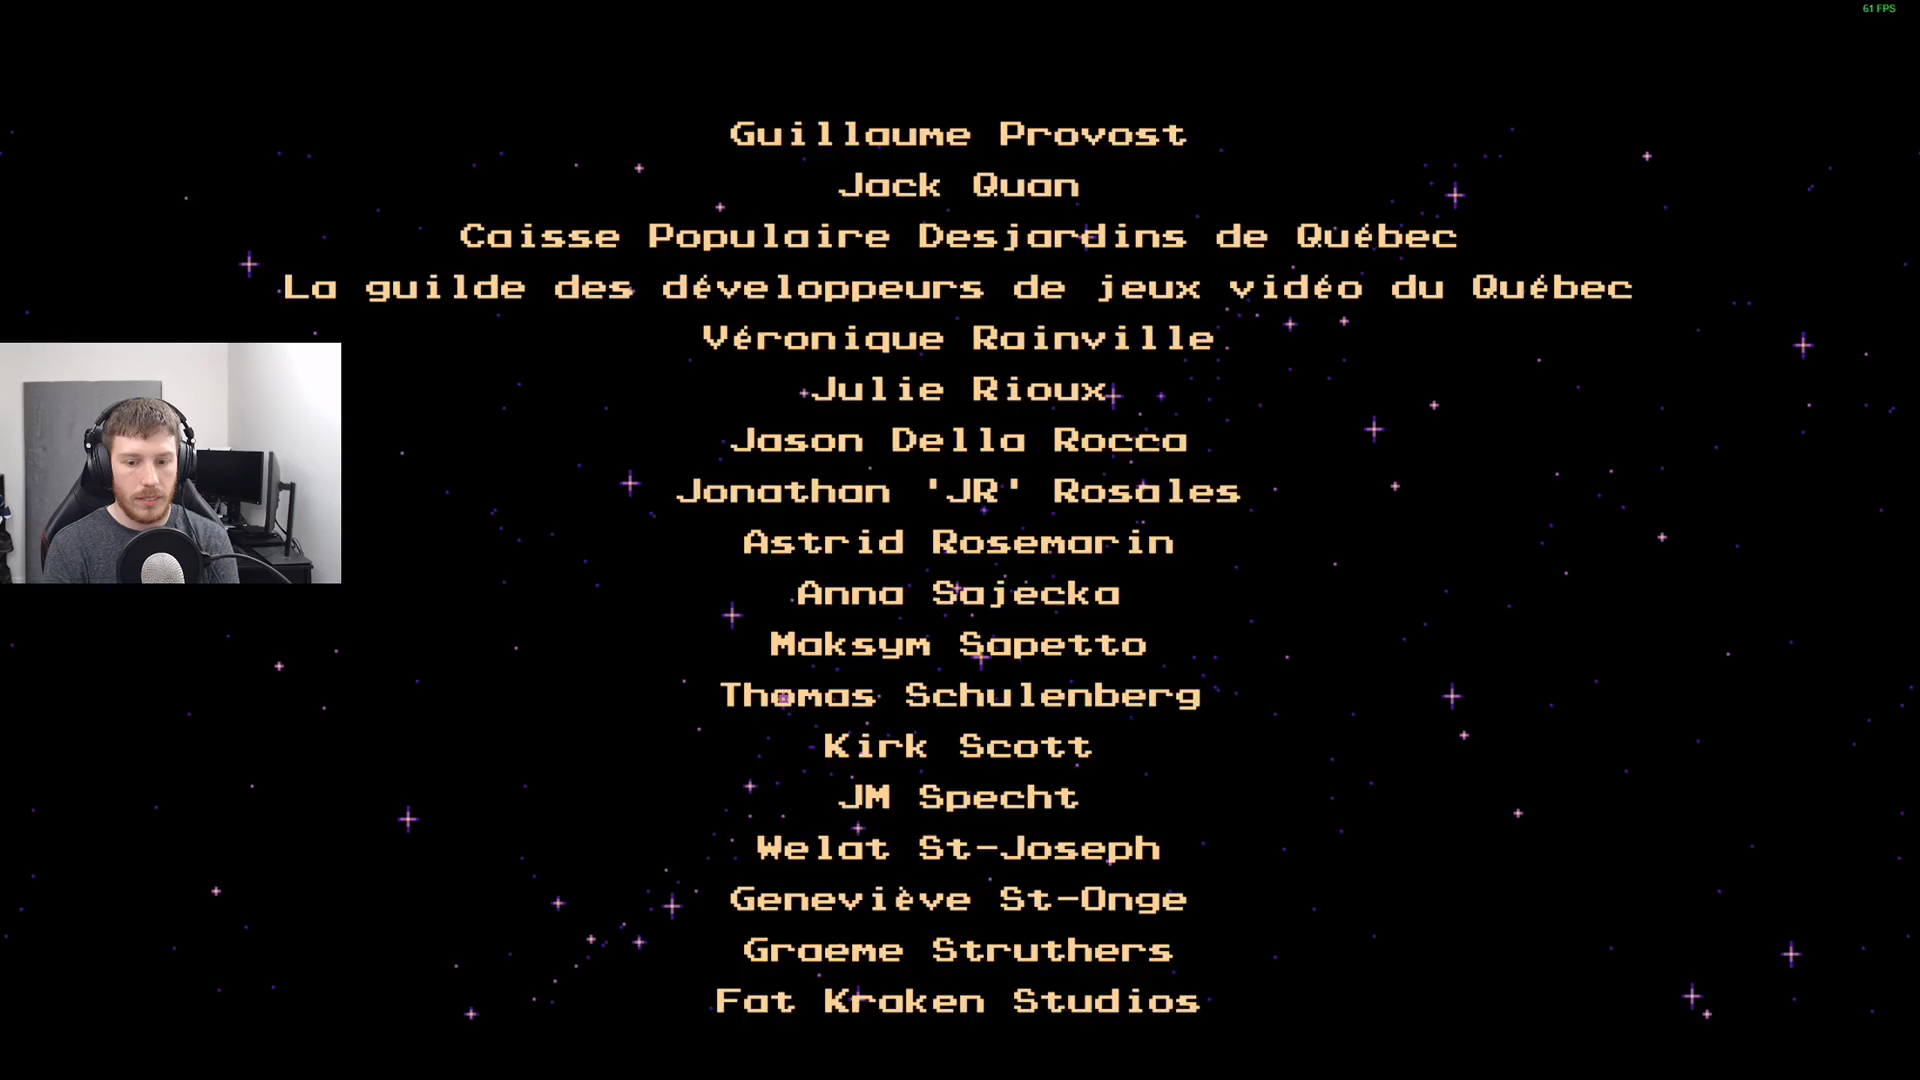 61 FPS
Guillaume Provost
Jack Quan
Caisse Populaire Desjardins de Québec
La guilde des développeurs de jeux vidéo du Québec
Véronique Rainville
Julie Rioux
Jason Della Rocca
Jonathan 'JR' Rosales
Astrid Rosemarin
Anna Sajecka
Maksym Sapetto
Thomas Schulenberg
Kirk Scott
JM Specht
Welat St-Joseph
Geneviève St-Onge
Graeme Struthers
Fat Kraken Studios